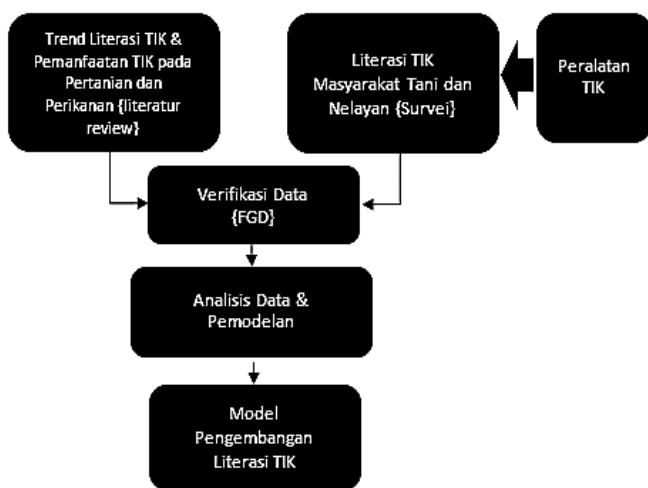 Trend Literasi TIK &
Pemanfaatan TIK pada
Pertanian dan
Perikanan {literatur
review}
Literasi TIK
Masyarakat Tani dan
Nelayan {Survei}
Peralatan
TIK
Verifikasi Data
{FGD}
Analisis Data &
Pemodelan
Model
Pengembangan
Literasi TIK